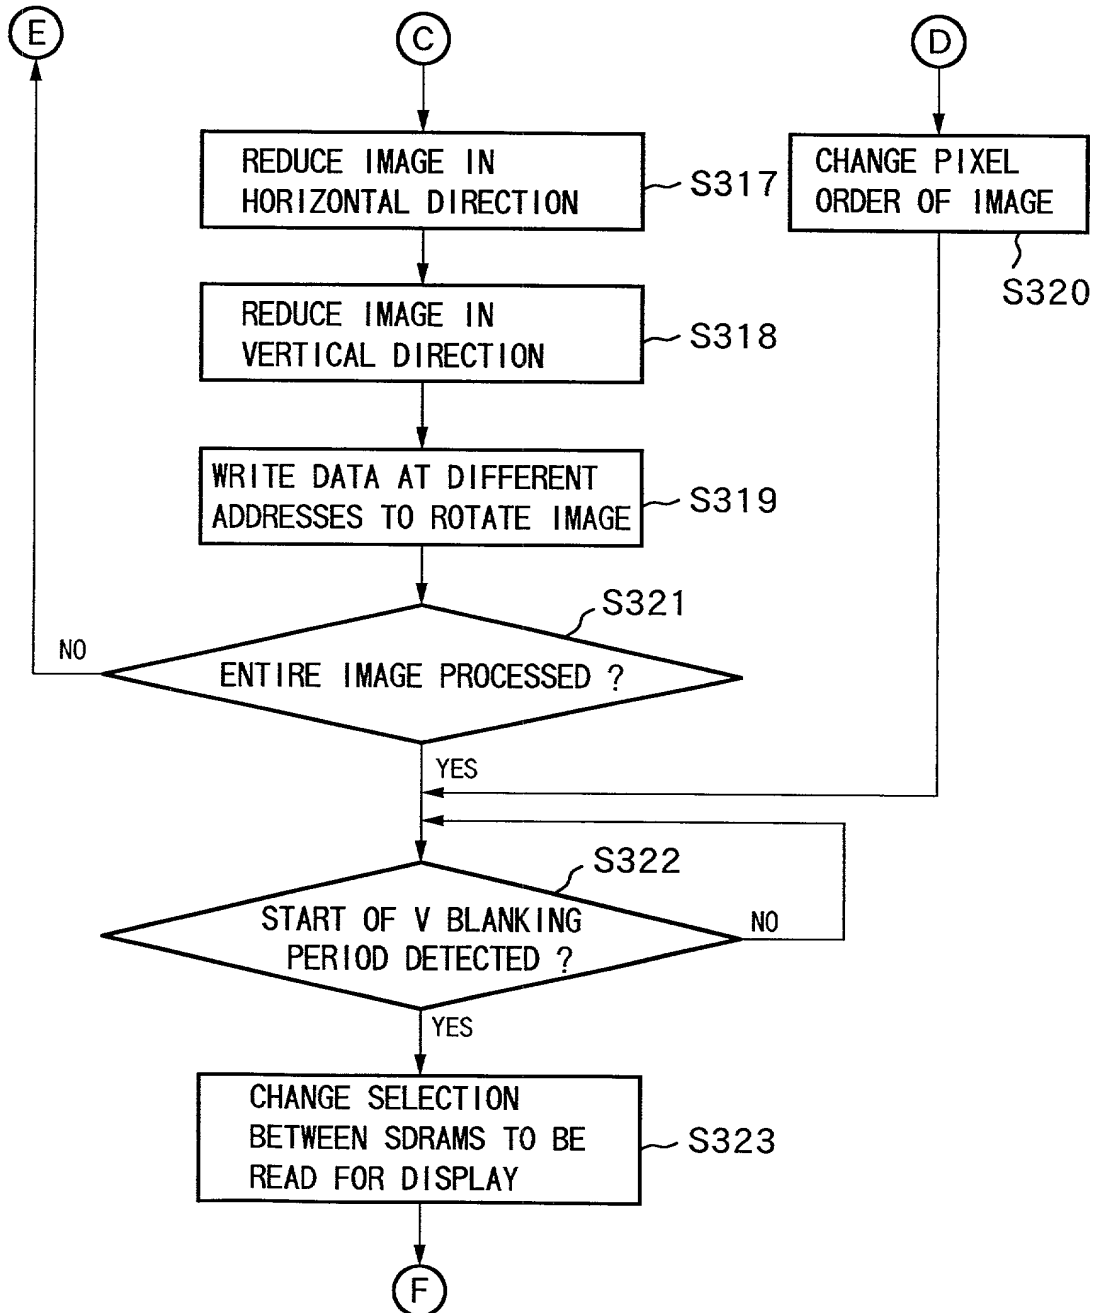 E
C
D
REDUCE IMAGE IN
HORIZONTAL DIRECTION
S317
CHANGE PIXEL
ORDER OF IMAGE
S320
REDUCE IMAGE IN
VERTICAL DIRECTION
S318
WRITE DATA AT DIFFERENT
ADDRESSES TO ROTATE IMAGE
S319
S321
NO
ENTIRE IMAGE PROCESSED ?
YES
S322
START OF V BLANKING
PERIOD DETECTED ?
NO
YES
CHANGE SELECTION
BETWEEN SDRAMS TO BE
READ FOR DISPLAY
S323
F